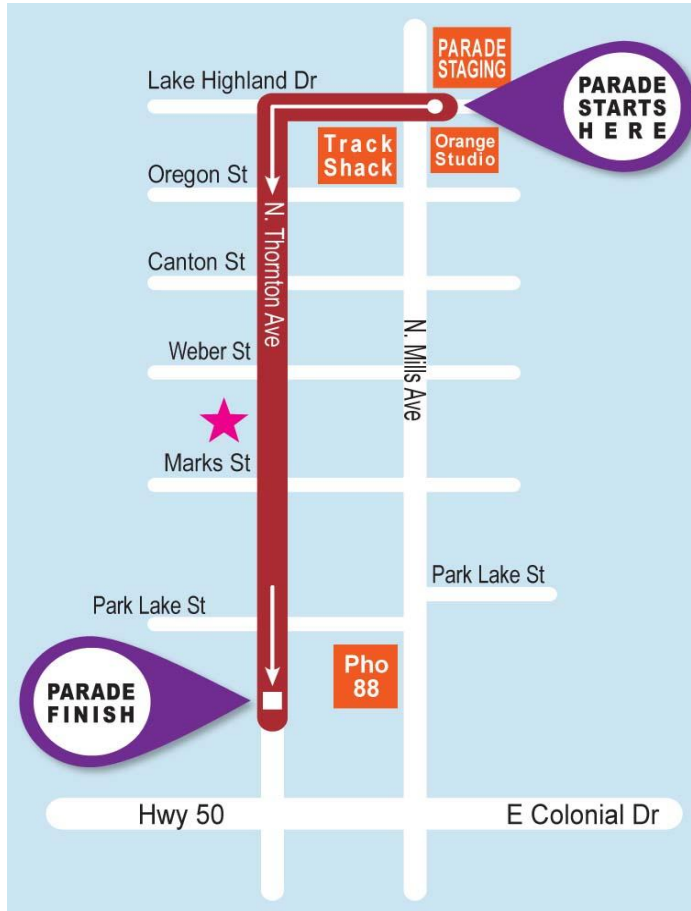 PARADE
STAGING
Lake Highland Dr
PARADE
STARTS
HERE
Track
Shack
Orange
Studio
Oregon St
N. Thornton Ave
Canton St
N. Mills Ave
Weber St
Marks St
Park Lake St
Park Lake St
Pho
88
PARADE
FINISH
Hwy 50
E Colonial Dr